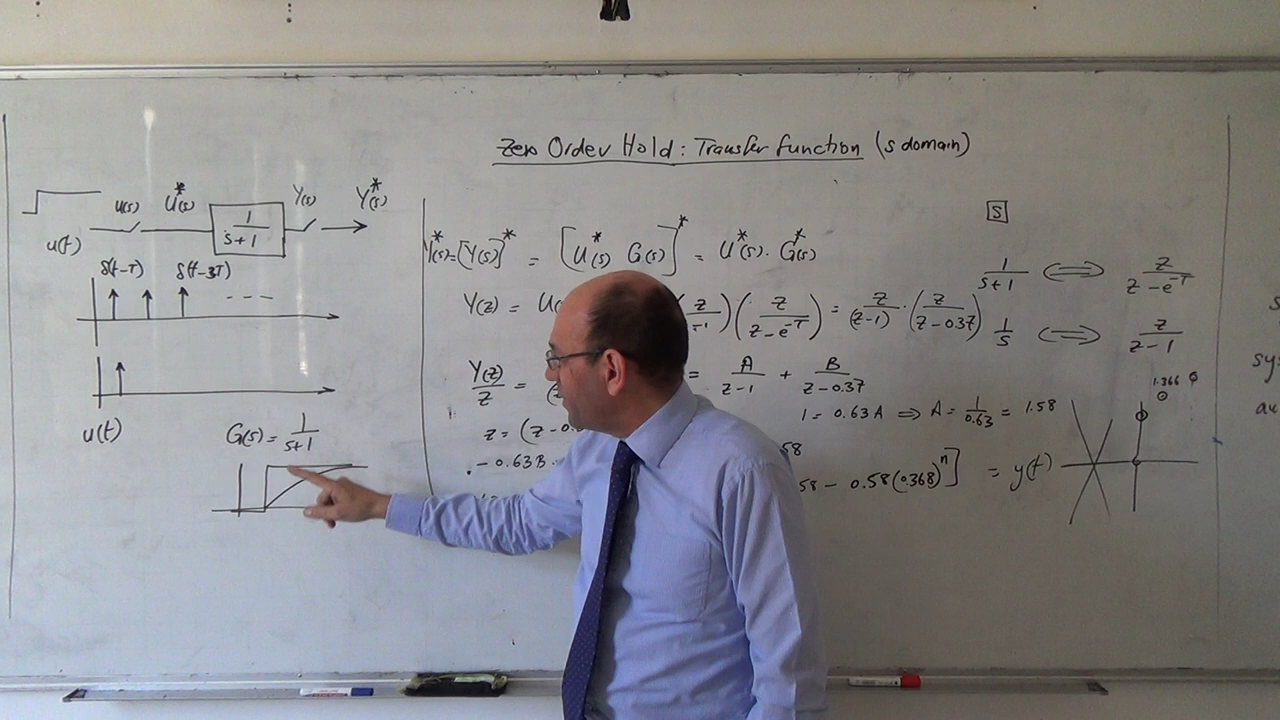 Zero Order Hold: Transfer function (s domain)
u(t)
u(s) U*(s) 1/(s+1) Y(s) Y*(s)
δ(t-T) δ(t-3T) ----
u(t)
G(s) = 1/(s+1)
(s) = [Y(s)]* = [U*(s) G(s)]* = U*(s) . G*(s)
Y(z) = (z/(z-e^-T)) = z/(z-1) . (z/(z-0.37))
Y(z)/z = = A/(z-1) + B/(z-0.37)
z = (z-0.
1 = 0.63A ⇒ A = 1/0.63 = 1.58
-0.63B
58
58 - 0.58(0.368)^n] = y(t)
S
1/(s+1) ⟺ z/(z-e^-T)
1/s ⟺ z/(z-1)
1.366
s
sys